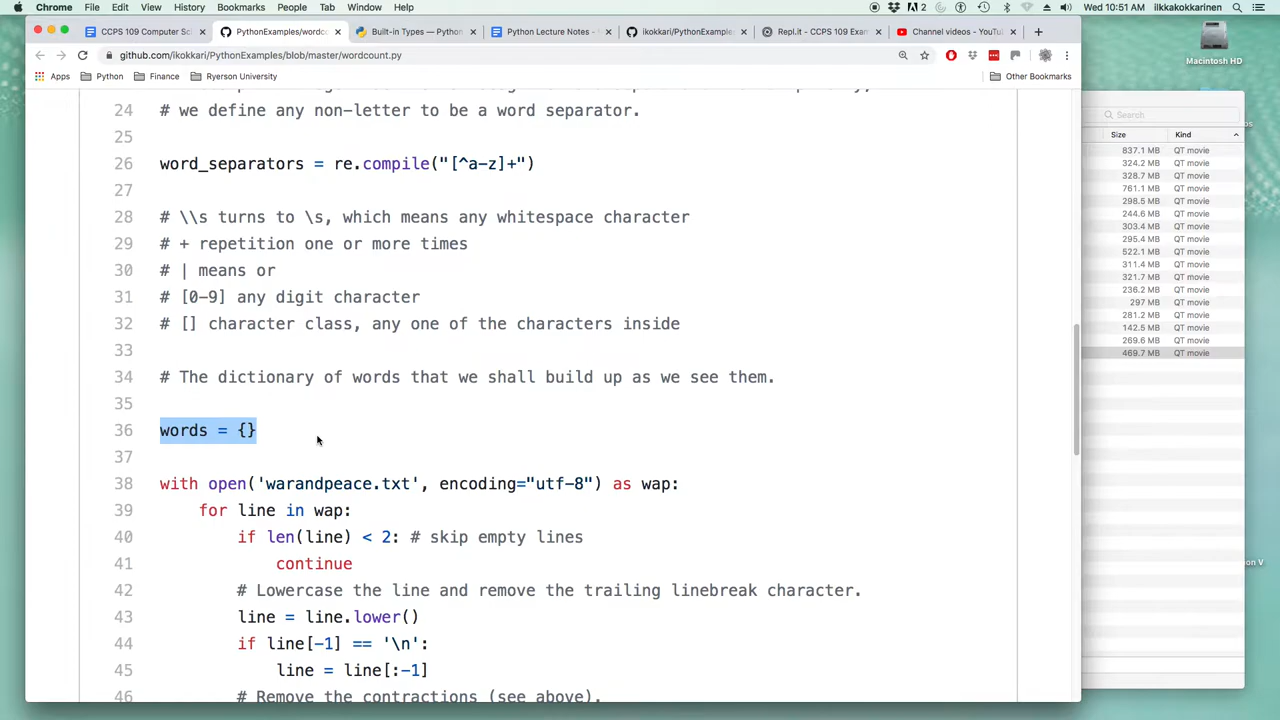 Chrome File Edit View History Bookmarks People Tab Window Help
2 Wed 10:51 AM ilkkakokkarinen
CCPS 109 Computer Sci
PythonExamples/wordco
Built-in Types — Python
Python Lecture Notes -
ikokkari/PythonExamples
Repl.it - CCPS 109 Exam
Channel videos - YouTu
github.com/ikokkari/PythonExamples/blob/master/wordcount.py
Apps Python Finance Ryerson University Other Bookmarks
24 # we define any non-letter to be a word separator.
25
26 word_separators = re.compile("[^a-z]+")
27
28 # \\s turns to \s, which means any whitespace character
29 # + repetition one or more times
30 # | means or
31 # [0-9] any digit character
32 # [] character class, any one of the characters inside
33
34 # The dictionary of words that we shall build up as we see them.
35
36 words = {}
37
38 with open('warandpeace.txt', encoding="utf-8") as wap:
39 for line in wap:
40 if len(line) < 2: # skip empty lines
41 continue
42 # Lowercase the line and remove the trailing linebreak character.
43 line = line.lower()
44 if line[-1] == '\n':
45 line = line[:-1]
46 # Remove the contractions (see above).
Macintosh HD
Search
Size Kind
837.1 MB QT movie
324.2 MB QT movie
328.7 MB QT movie
761.1 MB QT movie
298.5 MB QT movie
244.6 MB QT movie
303.4 MB QT movie
295.4 MB QT movie
522.1 MB QT movie
311.4 MB QT movie
321.7 MB QT movie
236.2 MB QT movie
297 MB QT movie
281.2 MB QT movie
142.5 MB QT movie
269.6 MB QT movie
469.7 MB QT movie